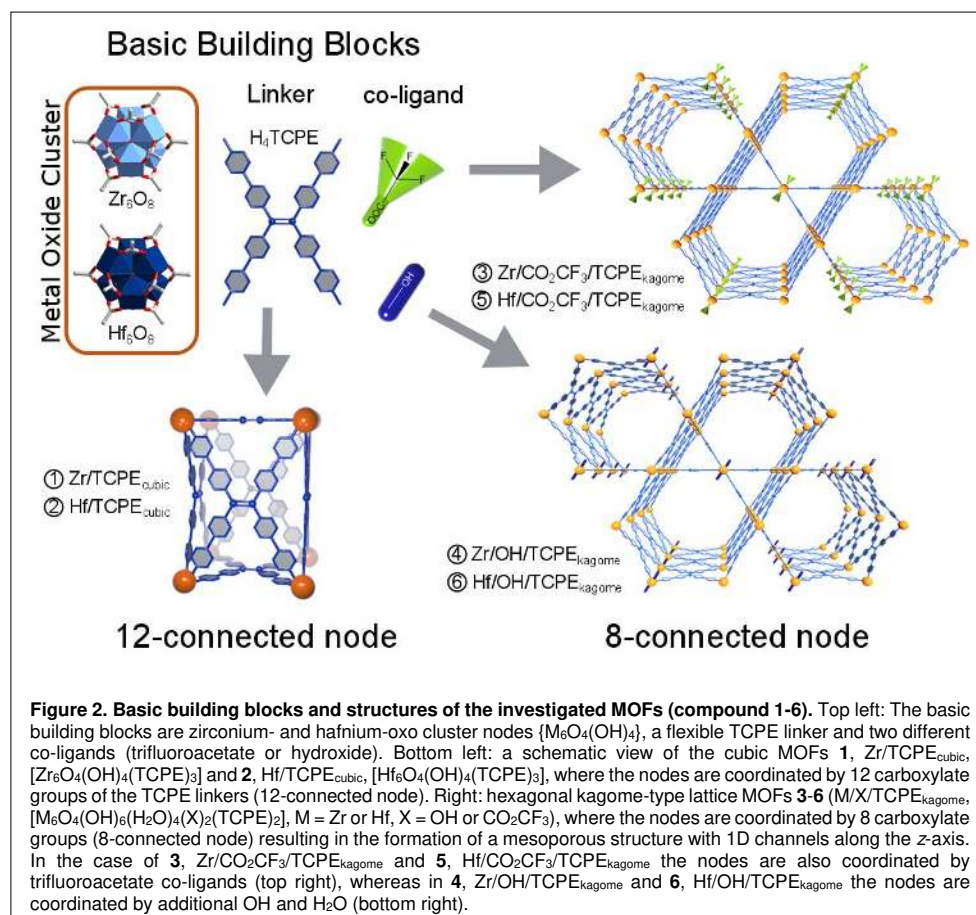 Basic Building Blocks
Metal Oxide Cluster
Zr6O8
Hf6O8
Linker
H4TCPE
co-ligand
F
F
F
OOC
OH
③ Zr/CO2CF3/TCPEkagome
⑤ Hf/CO2CF3/TCPEkagome
① Zr/TCPEcubic
② Hf/TCPEcubic
④ Zr/OH/TCPEkagome
⑥ Hf/OH/TCPEkagome
12-connected node
8-connected node
Figure 2. Basic building blocks and structures of the investigated MOFs (compound 1-6). Top left: The basic
building blocks are zirconium- and hafnium-oxo cluster nodes {M6O4(OH)4}, a flexible TCPE linker and two different
co-ligands (trifluoroacetate or hydroxide). Bottom left: a schematic view of the cubic MOFs 1, Zr/TCPEcubic,
[Zr6O4(OH)4(TCPE)3] and 2, Hf/TCPEcubic, [Hf6O4(OH)4(TCPE)3], where the nodes are coordinated by 12 carboxylate
groups of the TCPE linkers (12-connected node). Right: hexagonal kagome-type lattice MOFs 3-6 (M/X/TCPEkagome,
[M6O4(OH)6(H2O)4(X)2(TCPE)2], M = Zr or Hf, X = OH or CO2CF3), where the nodes are coordinated by 8 carboxylate
groups (8-connected node) resulting in the formation of a mesoporous structure with 1D channels along the z-axis.
In the case of 3, Zr/CO2CF3/TCPEkagome and 5, Hf/CO2CF3/TCPEkagome the nodes are also coordinated by
trifluoroacetate co-ligands (top right), whereas in 4, Zr/OH/TCPEkagome and 6, Hf/OH/TCPEkagome the nodes are
coordinated by additional OH and H2O (bottom right).